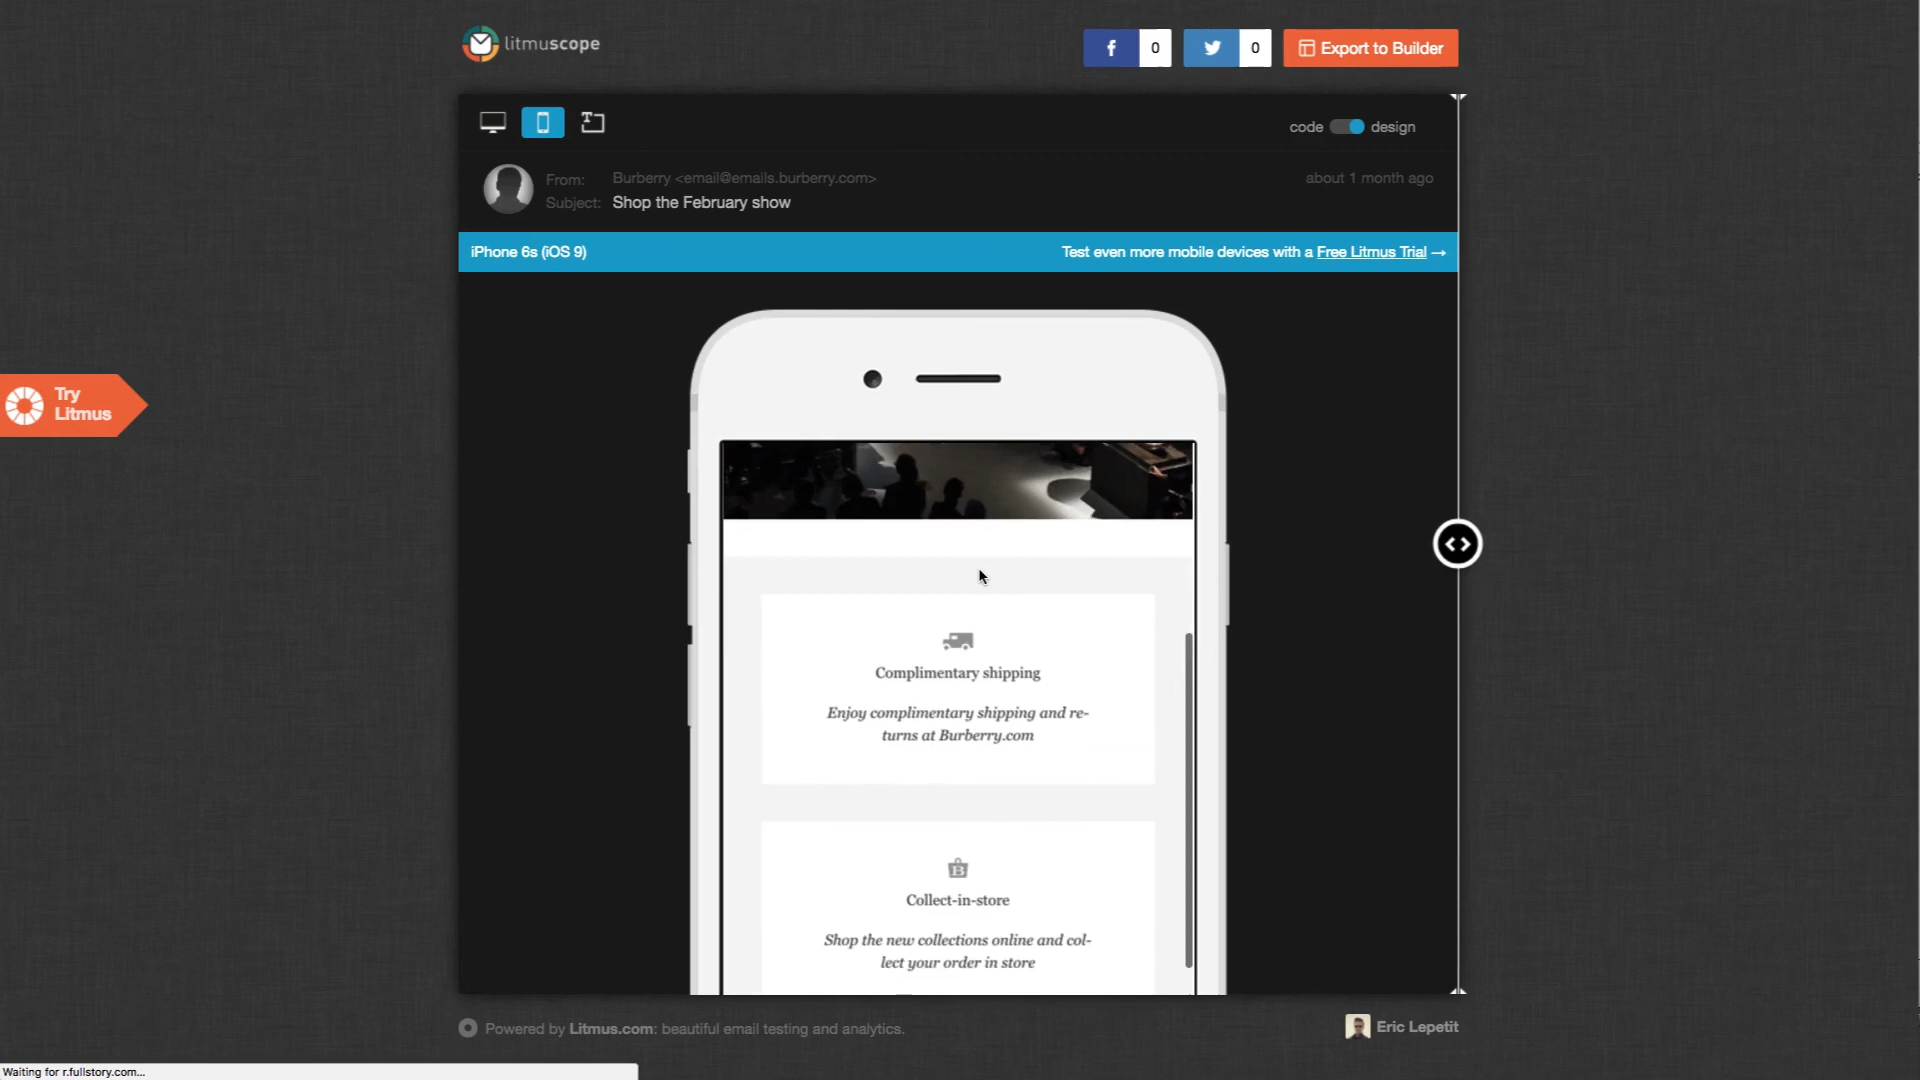 litmuscope
0
0
Export to Builder
code design
From: Burberry <email@emails.burberry.com>
about 1 month ago
Subject: Shop the February show
iPhone 6s (iOS 9)
Test even more mobile devices with a Free Litmus Trial →
Try
Litmus
Complimentary shipping
Enjoy complimentary shipping and re-
turns at Burberry.com
B
Collect-in-store
Shop the new collections online and col-
lect your order in store
Powered by Litmus.com: beautiful email testing and analytics.
Eric Lepetit
Waiting for r.fullstory.com...